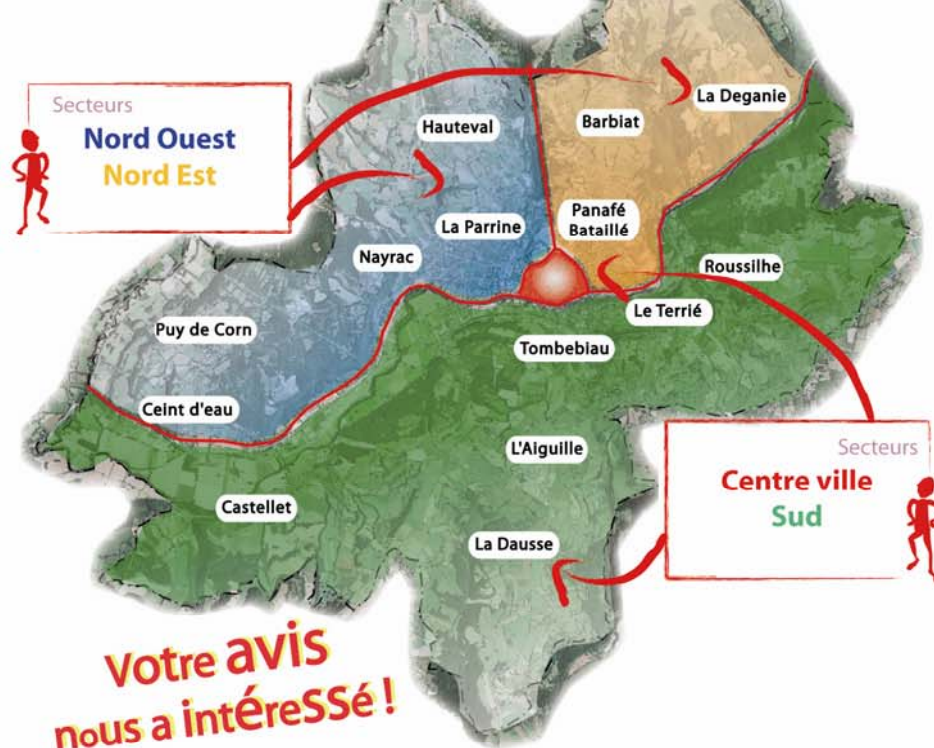 La Deganie
Secteurs
Nord Ouest
Nord Est
Hauteval
Barbiat
La Parrine
Panafé
Bataillé
Nayrac
Roussilhe
Puy de Corn
Le Terrié
Tombebiau
Ceint d'eau
L'Aiguille
Secteurs
Centre ville
Sud
Castellet
La Dausse
Votre avis
nous a intéressé !